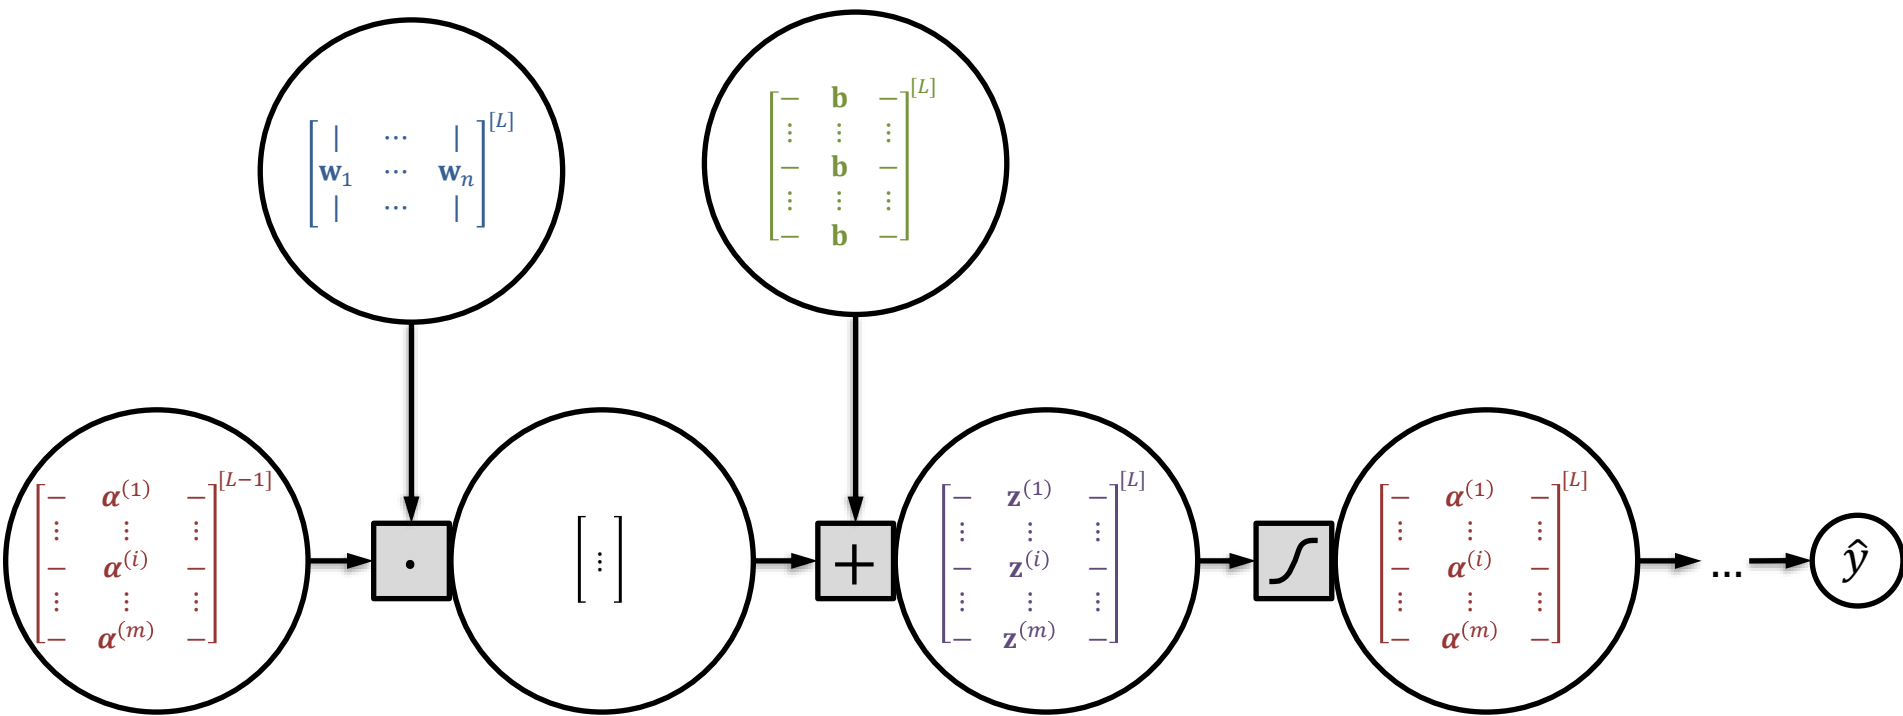 [| ⋯ |
w₁ ⋯ wₙ
| ⋯ |]^[L]
[− b −
⋮ ⋮ ⋮
− b −
⋮ ⋮ ⋮
− b −]^[L]
[− α^(1) −
⋮ ⋮ ⋮
− α^(i) −
⋮ ⋮ ⋮
− α^(m) −]^[L−1]
·
[⋮]
+
[− z^(1) −
⋮ ⋮ ⋮
− z^(i) −
⋮ ⋮ ⋮
− z^(m) −]^[L]
[− α^(1) −
⋮ ⋮ ⋮
− α^(i) −
⋮ ⋮ ⋮
− α^(m) −]^[L]
...
ŷ